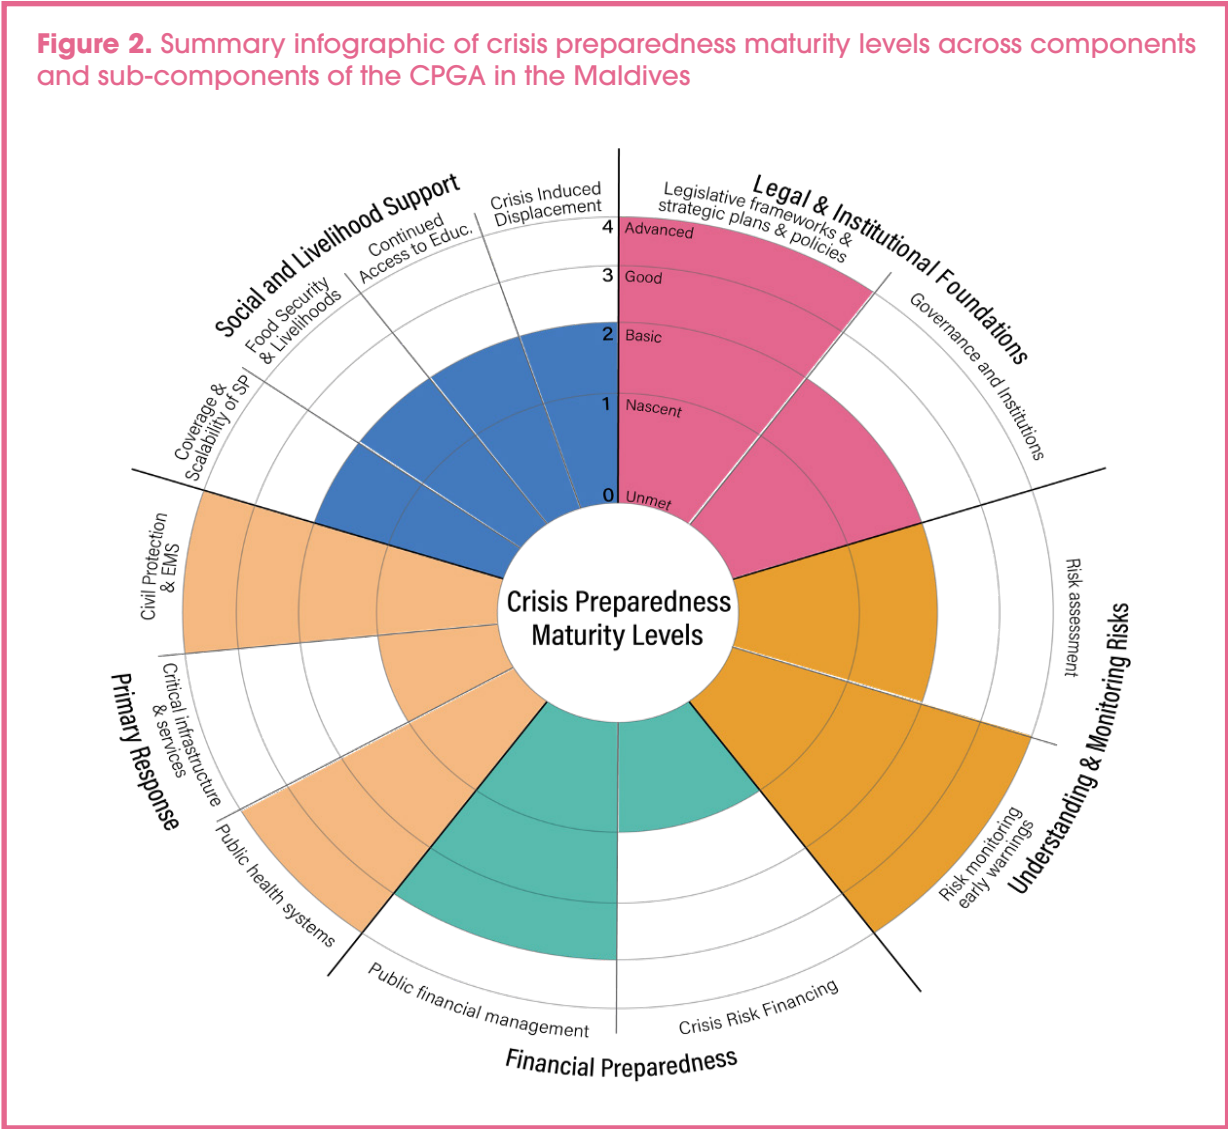 Figure 2. Summary infographic of crisis preparedness maturity levels across components
and sub-components of the CPGA in the Maldives
Social and Livelihood Support
Coverage &
Scalability of SP
Food Security
& Livelihoods
Continued
Access to Educ.
Crisis Induced
Displacement
Legal & Institutional Foundations
Legislative frameworks &
strategic plans & policies
Governance and Institutions
4 Advanced
3 Good
2 Basic
1 Nascent
0 Unmet
Crisis Preparedness
Maturity Levels
Understanding & Monitoring Risks
Risk assessment
Risk monitoring
early warnings
Financial Preparedness
Crisis Risk Financing
Public financial management
Primary Response
Public health systems
Critical infrastructure
& services
Civil Protection
& EMS